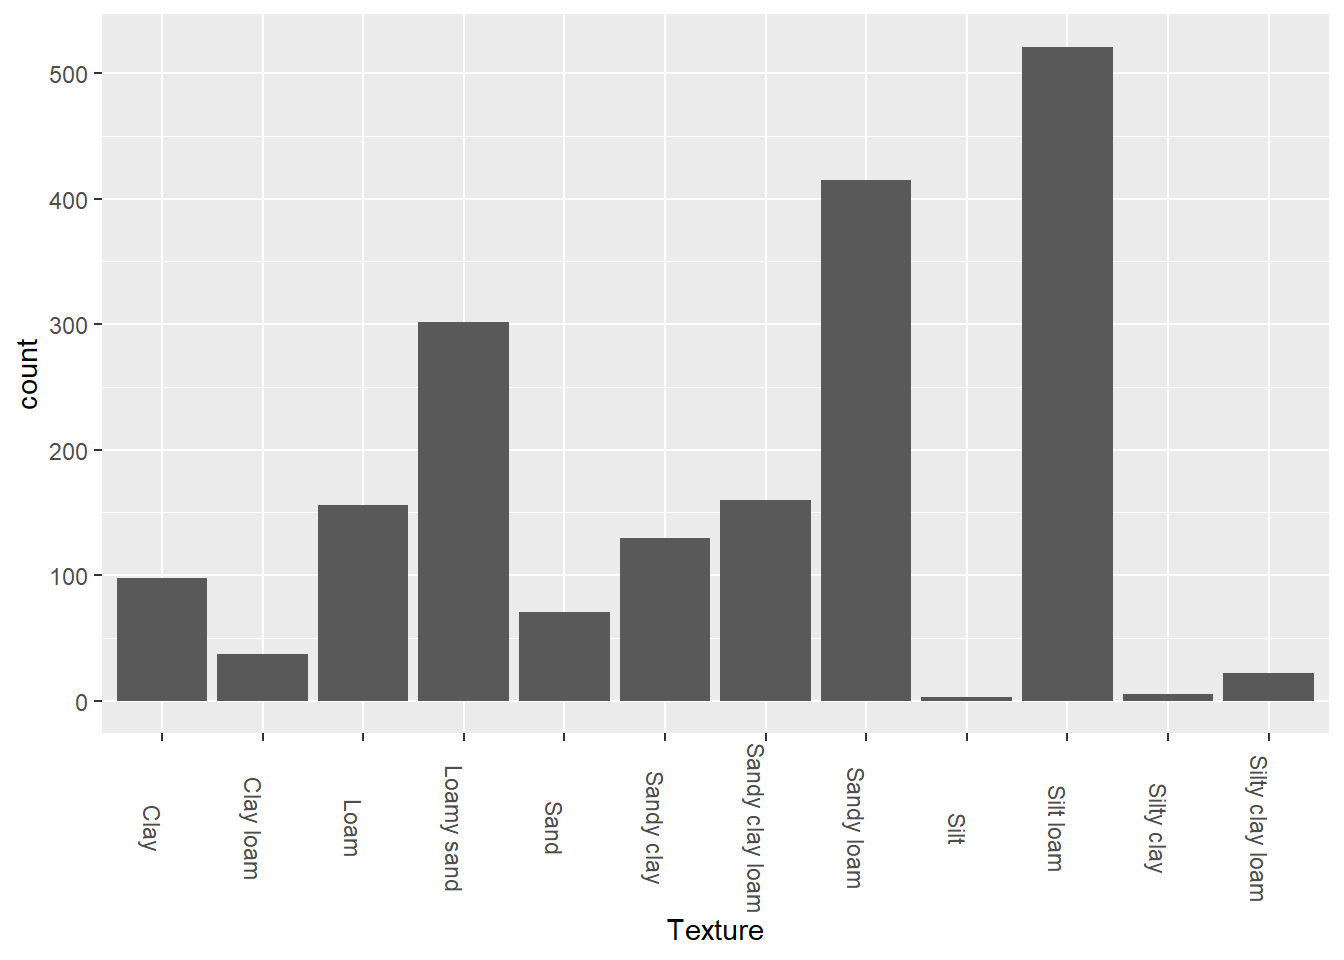 500
400
300
200
100
0
count
Clay
Clay loam
Loam
Loamy sand
Sand
Sandy clay
Sandy clay loam
Sandy loam
Silt
Silt loam
Silty clay
Silty clay loam
Texture